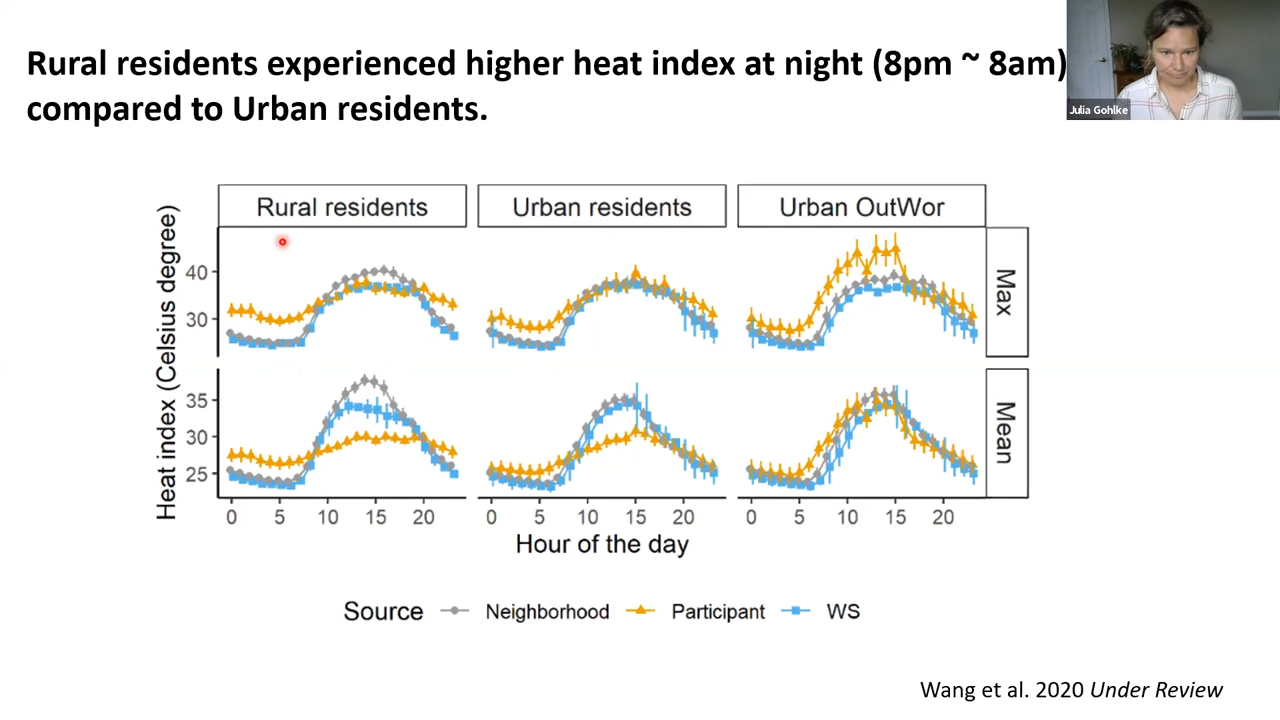 Rural residents experienced higher heat index at night (8pm ~ 8am)
compared to Urban residents.
Julia Gohlke
Rural residents
Urban residents
Urban OutWor
Heat index (Celsius degree)
40
30
Max
35
30
25
Mean
0 5 10 15 20
0 5 10 15 20
0 5 10 15 20
Hour of the day
Source Neighborhood Participant WS
Wang et al. 2020 Under Review